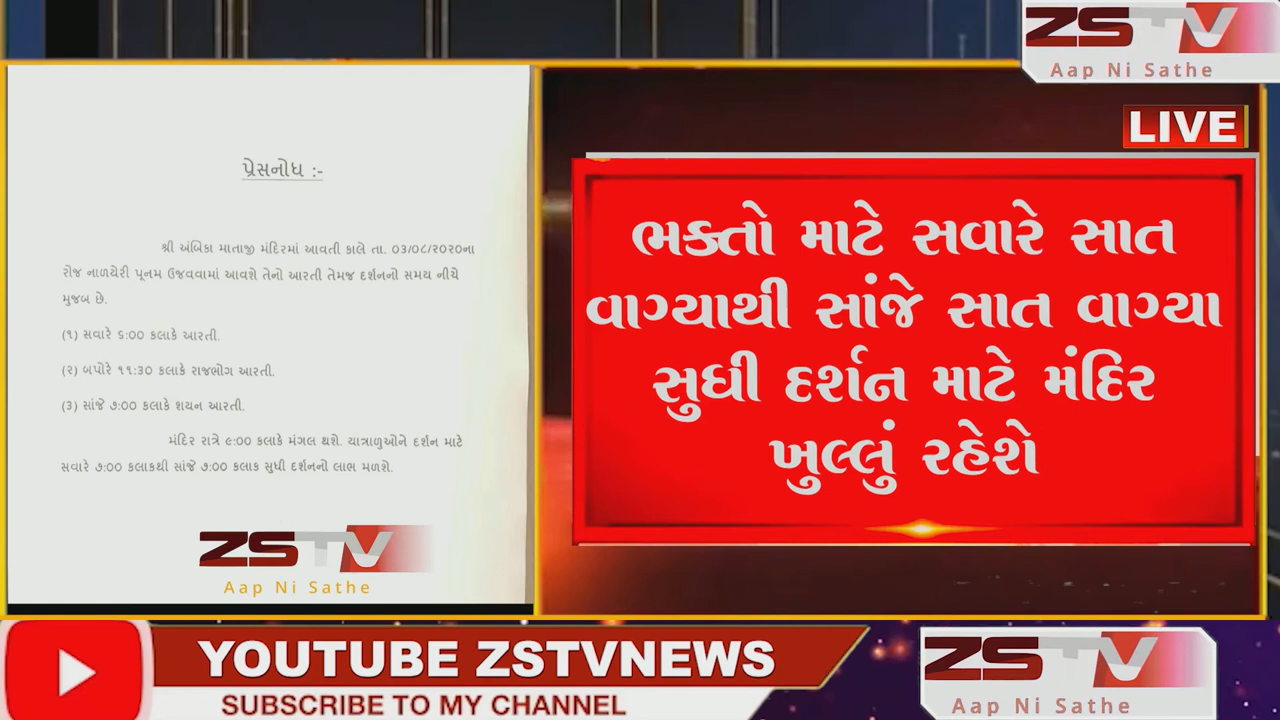 ZSTV
Aap Ni Sathe
LIVE
પ્રેસનોધ :-
શ્રી અંબિકા માતાજી મંદિરમાં આવતી કાલે તા. ૦૩/૦૮/૨૦૨૦ના
રોજ નાળયેરી પૂનમ ઉજવવામાં આવશે તેનો આરતી તેમજ દર્શનનો સમય નીચે
મુજબ છે.
(૧) સવારે ૬:૦૦ કલાકે આરતી.
(૨) બપોરે ૧૧:૩૦ કલાકે રાજભોગ આરતી.
(૩) સાંજે ૭:૦૦ કલાકે શયન આરતી.
મંદિર રાત્રે ૯:૦૦ કલાકે મંગલ થશે. યાત્રાળુઓને દર્શન માટે
સવારે ૭:૦૦ કલાકથી સાંજે ૭:૦૦ કલાક સુધી દર્શનનો લાભ મળશે.
ZSTV
Aap Ni Sathe
ભક્તો માટે સવારે સાત
વાગ્યાથી સાંજે સાત વાગ્યા
સુધી દર્શન માટે મંદિર
ખુલ્લું રહેશે
YOUTUBE ZSTVNEWS
SUBSCRIBE TO MY CHANNEL
ZSTV
Aap Ni Sathe